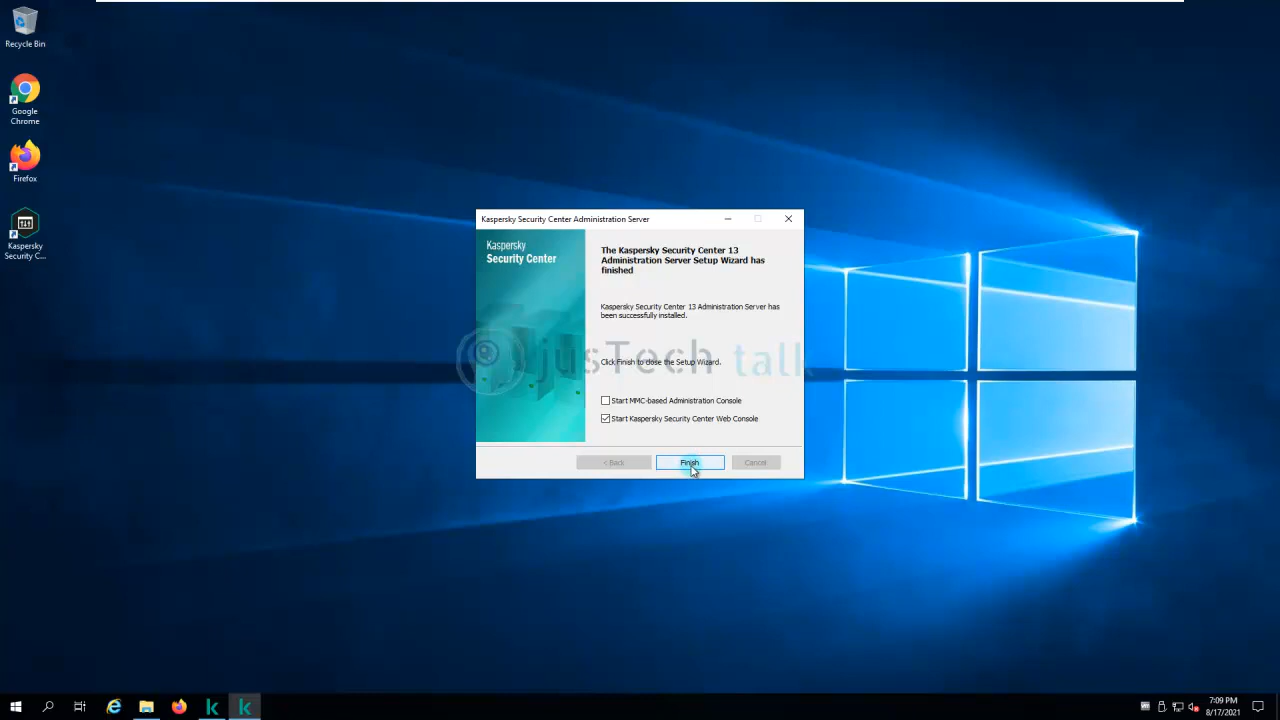 Recycle Bin
Google
Chrome
Firefox
Kaspersky
Security C...
Kaspersky Security Center Administration Server
Kaspersky
Security Center
The Kaspersky Security Center 13
Administration Server Setup Wizard has
finished
Kaspersky Security Center 13 Administration Server has
been successfully installed.
jusTech talk
Click Finish to close the Setup Wizard.
Start MMC-based Administration Console
Start Kaspersky Security Center Web Console
< Back
Finish
Cancel
7:09 PM
8/17/2021